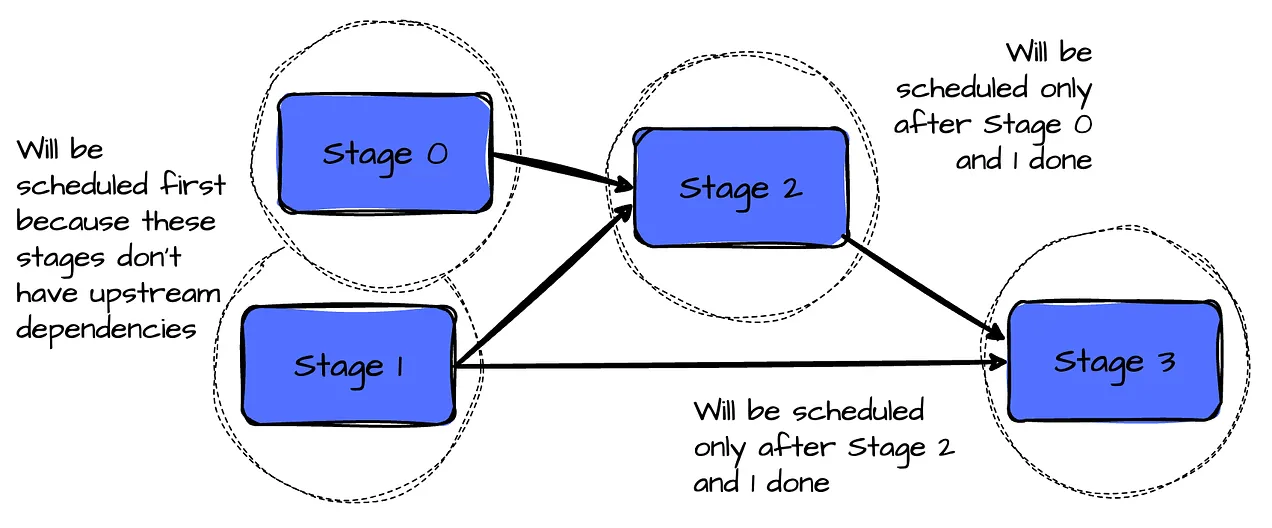 Will be
scheduled first
because these
stages don't
have upstream
dependencies
Stage 0
Stage 1
Stage 2
Will be
scheduled only
after Stage 0
and 1 done
Stage 3
Will be scheduled
only after Stage 2
and 1 done